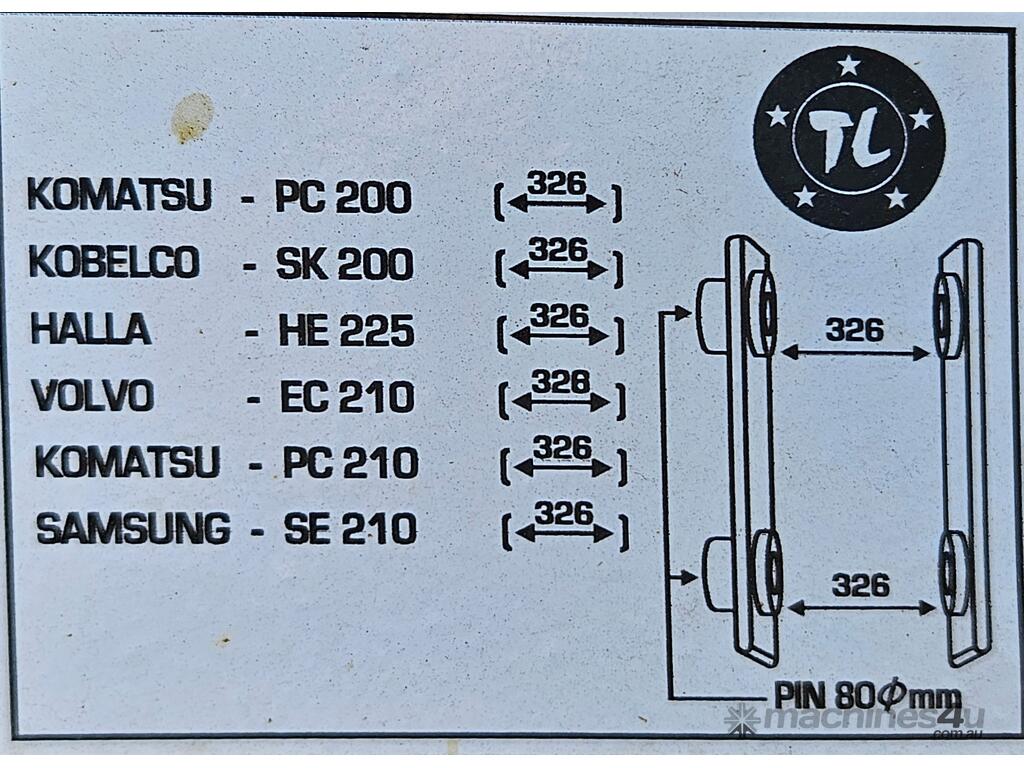 TL
KOMATSU - PC 200 [326]
KOBELCO - SK 200 [326]
HALLA - HE 225 [326]
VOLVO - EC 210 [326]
KOMATSU - PC 210 [326]
SAMSUNG - SE 210 [326]
326
326
PIN 80ϕmm
machines4u
.com.au